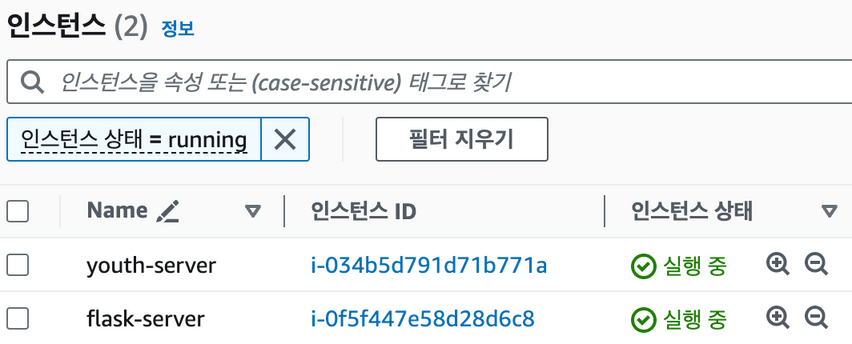 인스턴스 (2) 정보
인스턴스을 속성 또는 (case-sensitive) 태그로 찾기
인스턴스 상태 = running 필터 지우기
Name 인스턴스 ID 인스턴스 상태
youth-server i-034b5d791d71b771a 실행 중
flask-server i-0f5f447e58d28d6c8 실행 중